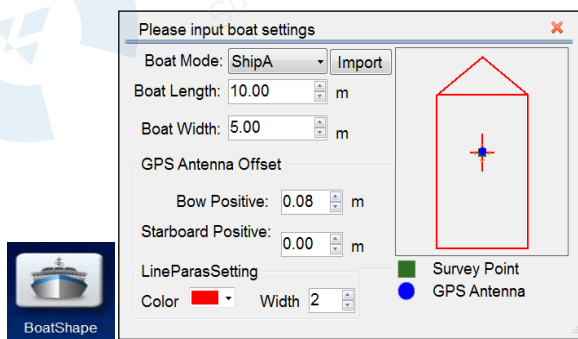 Please input boat settings
Boat Mode: ShipA Import
Boat Length: 10.00 m
Boat Width: 5.00 m
GPS Antenna Offset
Bow Positive: 0.08 m
Starboard Positive: 0.00 m
LineParasSetting
Color Width 2
Survey Point
GPS Antenna
BoatShape